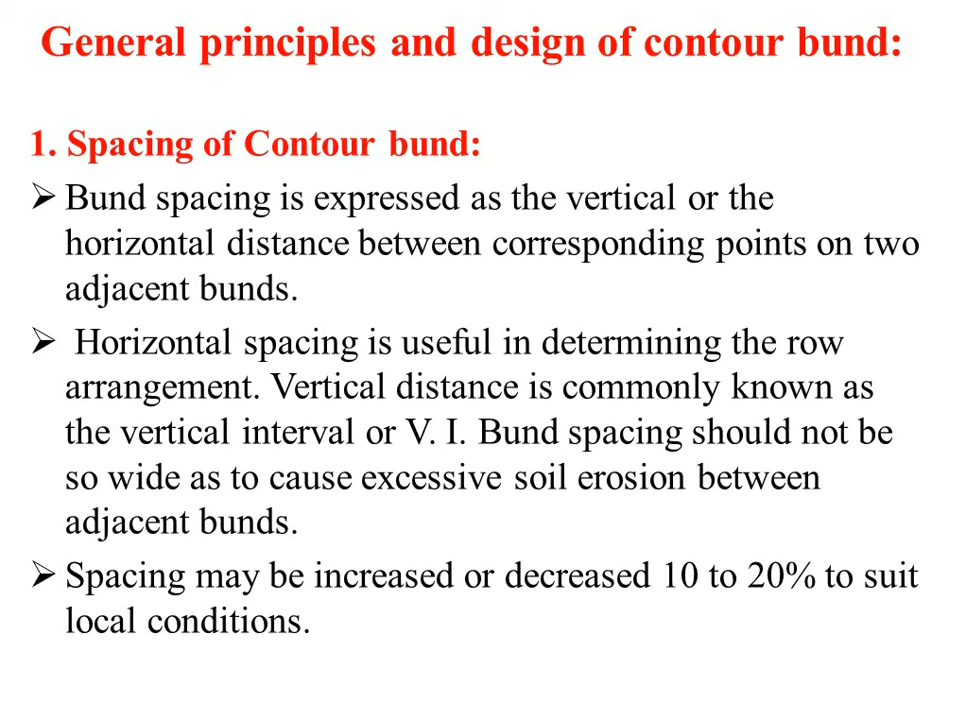 General principles and design of contour bund:
1. Spacing of Contour bund:
➢ Bund spacing is expressed as the vertical or the
horizontal distance between corresponding points on two
adjacent bunds.
➢ Horizontal spacing is useful in determining the row
arrangement. Vertical distance is commonly known as
the vertical interval or V. I. Bund spacing should not be
so wide as to cause excessive soil erosion between
adjacent bunds.
➢ Spacing may be increased or decreased 10 to 20% to suit
local conditions.